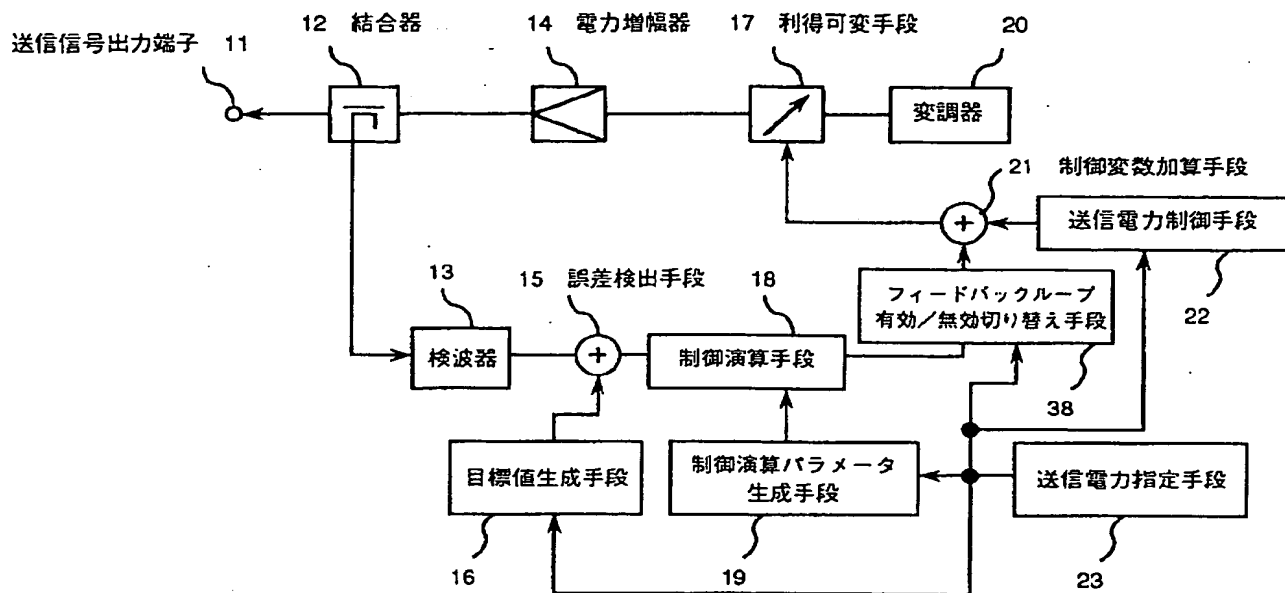 12 結合器
14 電力増幅器
17 利得可変手段
20
送信信号出力端子 11
変調器
21 制御変数加算手段
送信電力制御手段
22
13
15 誤差検出手段
18
フィードバックループ
有効/無効切り替え手段
38
検波器
制御演算手段
目標値生成手段
制御演算パラメータ
生成手段
送信電力指定手段
16
19
23
+
+